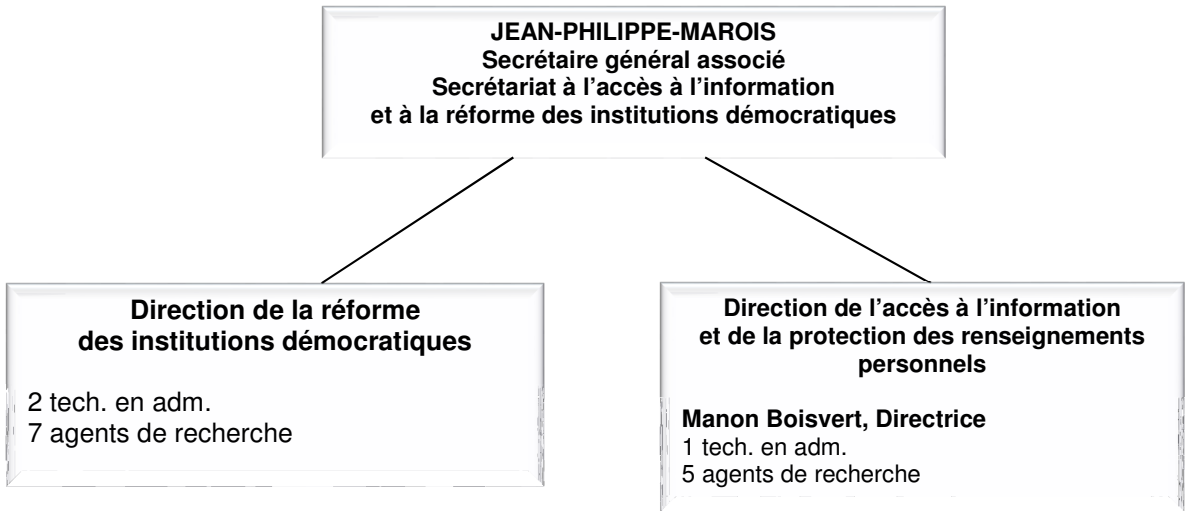 JEAN-PHILIPPE-MAROIS
Secrétaire général associé
Secrétariat à l'accès à l'information
et à la réforme des institutions démocratiques
Direction de la réforme
des institutions démocratiques
2 tech. en adm.
7 agents de recherche
Direction de l'accès à l'information
et de la protection des renseignements
personnels
Manon Boisvert, Directrice
1 tech. en adm.
5 agents de recherche